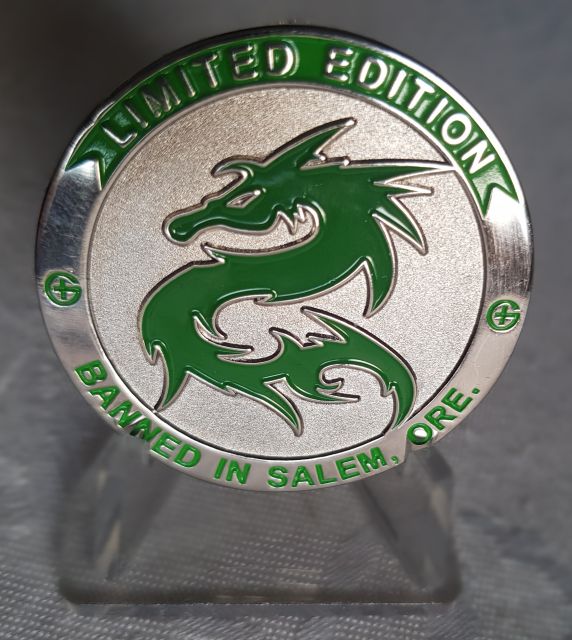 LIMITED EDITION
BANNED IN SALEM, ORE.